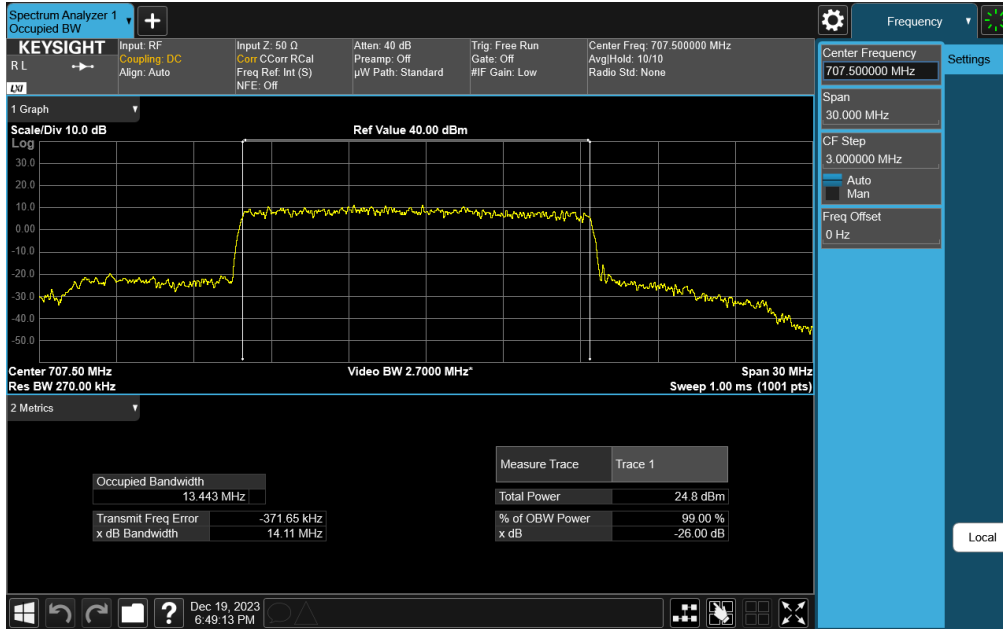 Spectrum Analyzer 1
Occupied BW
+
Frequency
KEYSIGHT
R L
LXI
Input: RF
Coupling: DC
Align: Auto
Input Z: 50 Ω
Corr CCorr RCal
Freq Ref: Int (S)
NFE: Off
Atten: 40 dB
Preamp: Off
µW Path: Standard
Trig: Free Run
Gate: Off
#IF Gain: Low
Center Freq: 707.500000 MHz
Avg|Hold: 10/10
Radio Std: None
Center Frequency
707.500000 MHz
Settings
Span
30.000 MHz
CF Step
3.000000 MHz
Auto
Man
Freq Offset
0 Hz
1 Graph
Scale/Div 10.0 dB
Ref Value 40.00 dBm
Log
30.0
20.0
10.0
0.00
-10.0
-20.0
-30.0
-40.0
-50.0
Center 707.50 MHz
Video BW 2.7000 MHz*
Span 30 MHz
Res BW 270.00 kHz
Sweep 1.00 ms (1001 pts)
2 Metrics
Occupied Bandwidth
13.443 MHz
Transmit Freq Error -371.65 kHz
x dB Bandwidth 14.11 MHz
Measure Trace Trace 1
Total Power 24.8 dBm
% of OBW Power 99.00 %
x dB -26.00 dB
Local
?
Dec 19, 2023
6:49:13 PM